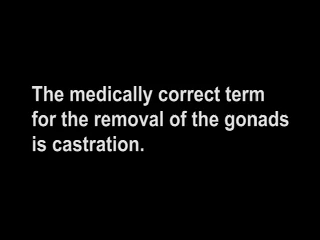 The medically correct term
for the removal of the gonads
is castration.